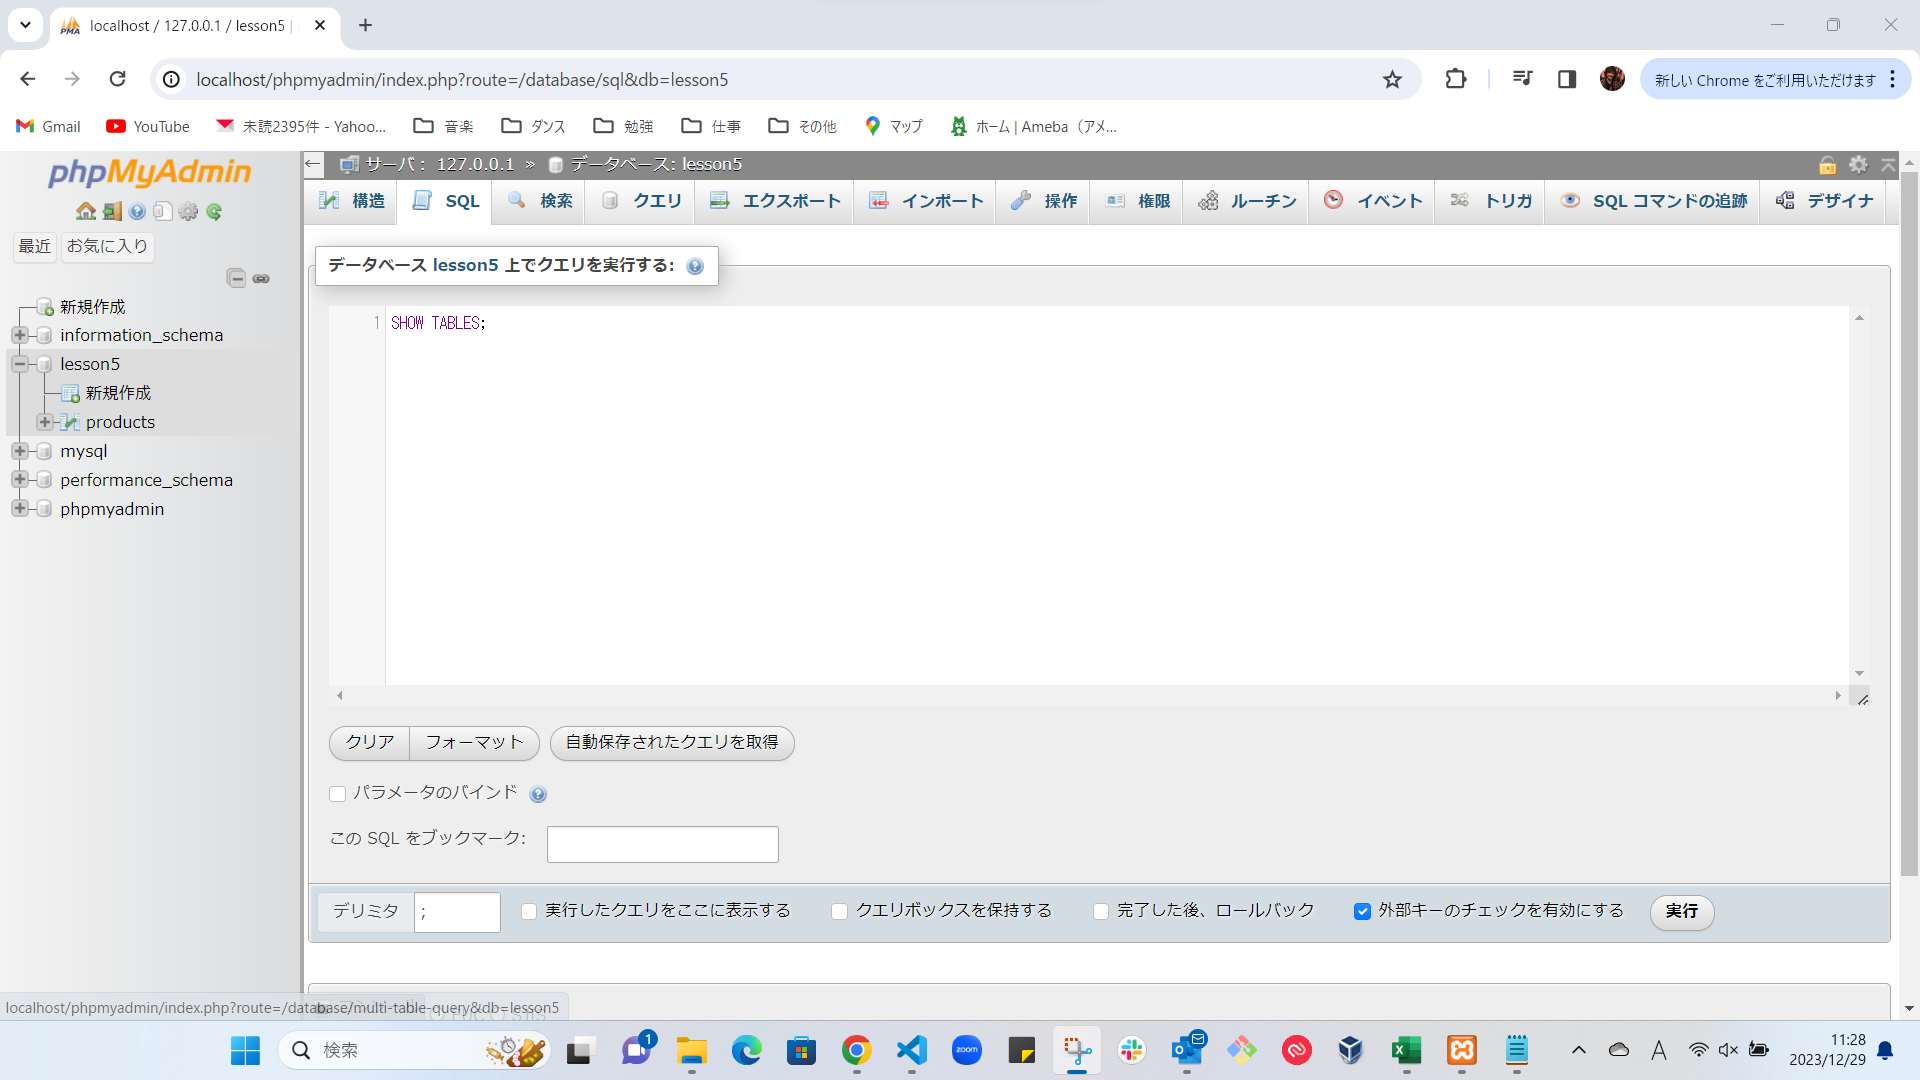 localhost / 127.0.0.1 / lesson5 |
localhost/phpmyadmin/index.php?route=/database/sql&db=lesson5
新しい Chrome をご利用いただけます
Gmail
YouTube
未読2395件 - Yahoo...
音楽
ダンス
勉強
仕事
その他
マップ
ホーム | Ameba（アメ...
phpMyAdmin
最近
お気に入り
新規作成
information_schema
lesson5
新規作成
products
mysql
performance_schema
phpmyadmin
サーバ: 127.0.0.1 » データベース: lesson5
構造
SQL
検索
クエリ
エクスポート
インポート
操作
権限
ルーチン
イベント
トリガ
SQL コマンドの追跡
デザイナ
データベース lesson5 上でクエリを実行する:
1 SHOW TABLES;
クリア
フォーマット
自動保存されたクエリを取得
パラメータのバインド
この SQL をブックマーク:
デリミタ
;
実行したクエリをここに表示する
クエリボックスを保持する
完了した後、ロールバック
外部キーのチェックを有効にする
実行
localhost/phpmyadmin/index.php?route=/database/multi-table-query&db=lesson5
検索
1
zoom
A
11:28
2023/12/29